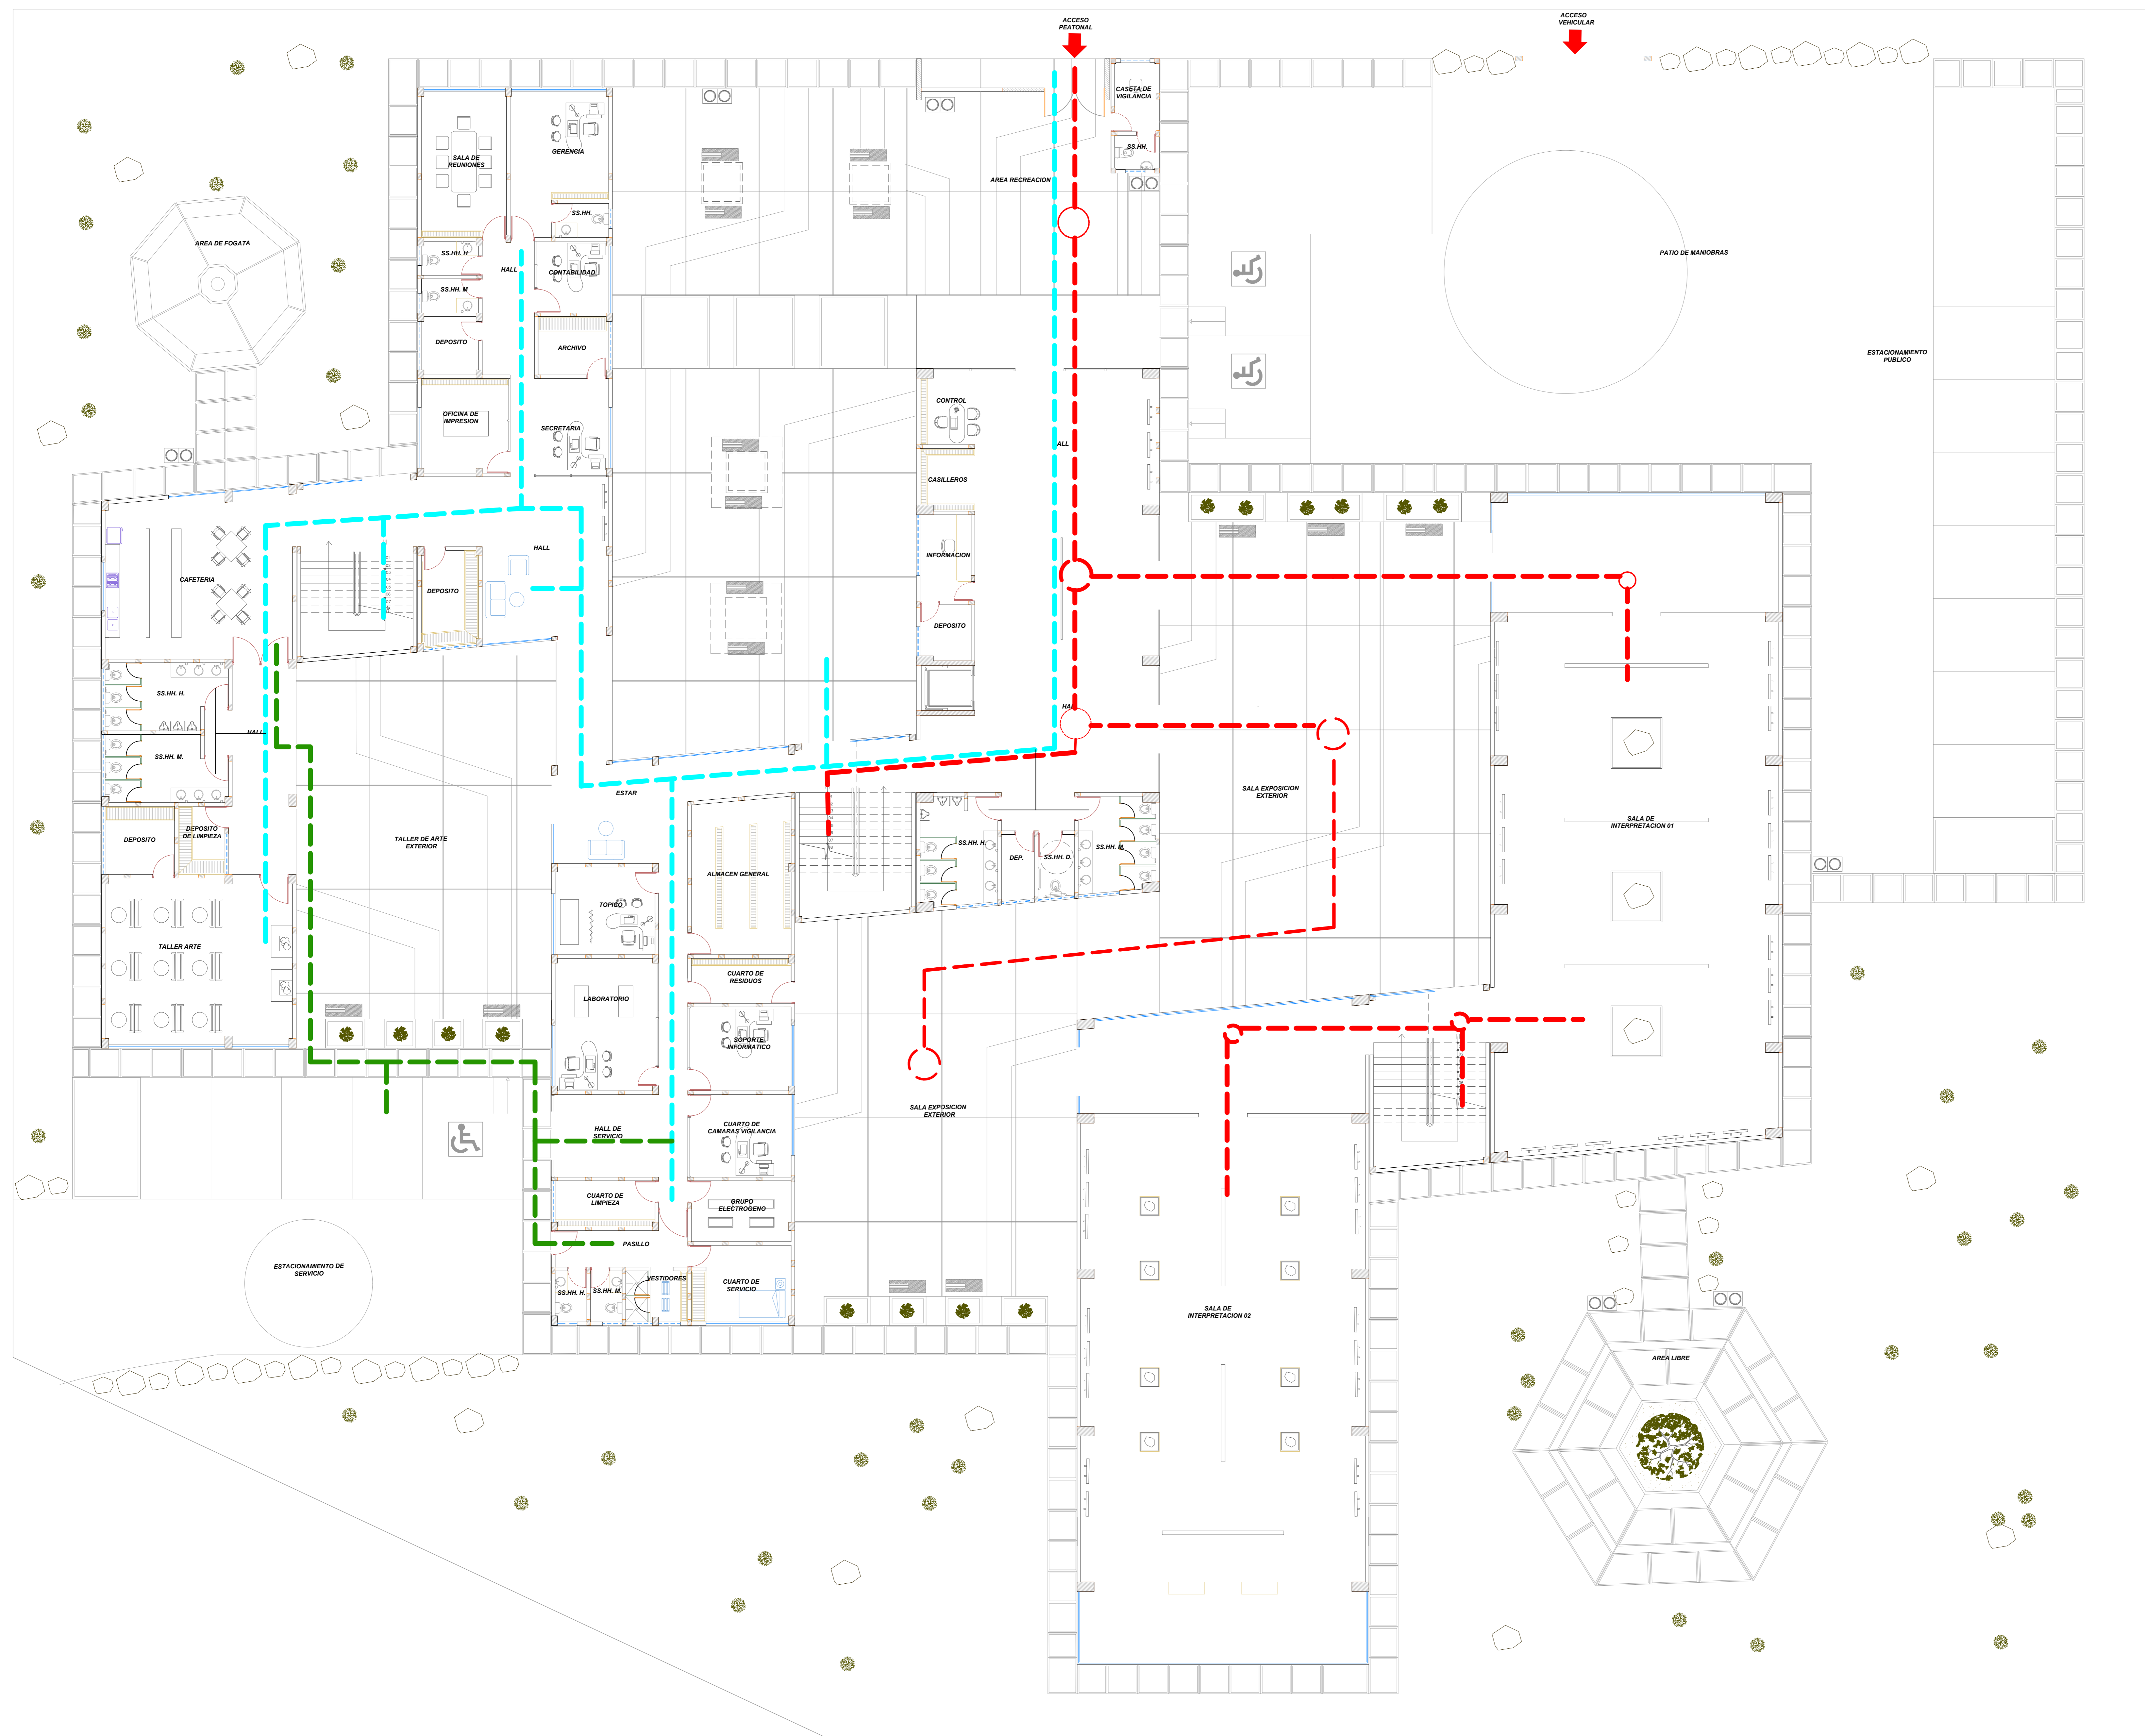 ACCESO
PEATONAL
ACCESO
VEHICULAR
CASETA DE
VIGILANCIA
SS.HH.
SALA DE
REUNIONES
GERENCIA
AREA RECREACION
SS.HH.
AREA DE FOGATA
SS.HH. H
HALL
CONTABILIDAD
SS.HH. M
PATIO DE MANIOBRAS
DEPOSITO
ARCHIVO
ESTACIONAMIENTO
PUBLICO
OFICINA DE
IMPRESION
SECRETARIA
CONTROL
ALL
CASILLEROS
HALL
INFORMACION
CAFETERIA
DEPOSITO
DEPOSITO
SS.HH. H.
HALL
HAL
SS.HH. M.
ESTAR
SALA EXPOSICION
EXTERIOR
DEPOSITO
DEPOSITO
DE LIMPIEZA
TALLER DE ARTE
EXTERIOR
SALA DE
INTERPRETACION 01
SS.HH. H.
DEP.
SS.HH. D.
SS.HH. M.
ALMACEN GENERAL
TOPICO
TALLER ARTE
CUARTO DE
RESIDUOS
LABORATORIO
SOPORTE
INFORMATICO
SALA EXPOSICION
EXTERIOR
HALL DE
SERVICIO
CUARTO DE
CAMARAS VIGILANCIA
CUARTO DE
LIMPIEZA
GRUPO
ELECTROGENO
PASILLO
ESTACIONAMIENTO DE
SERVICIO
VESTIDORES
SS.HH. H.
SS.HH. M.
CUARTO DE
SERVICIO
SALA DE
INTERPRETACION 02
AREA LIBRE